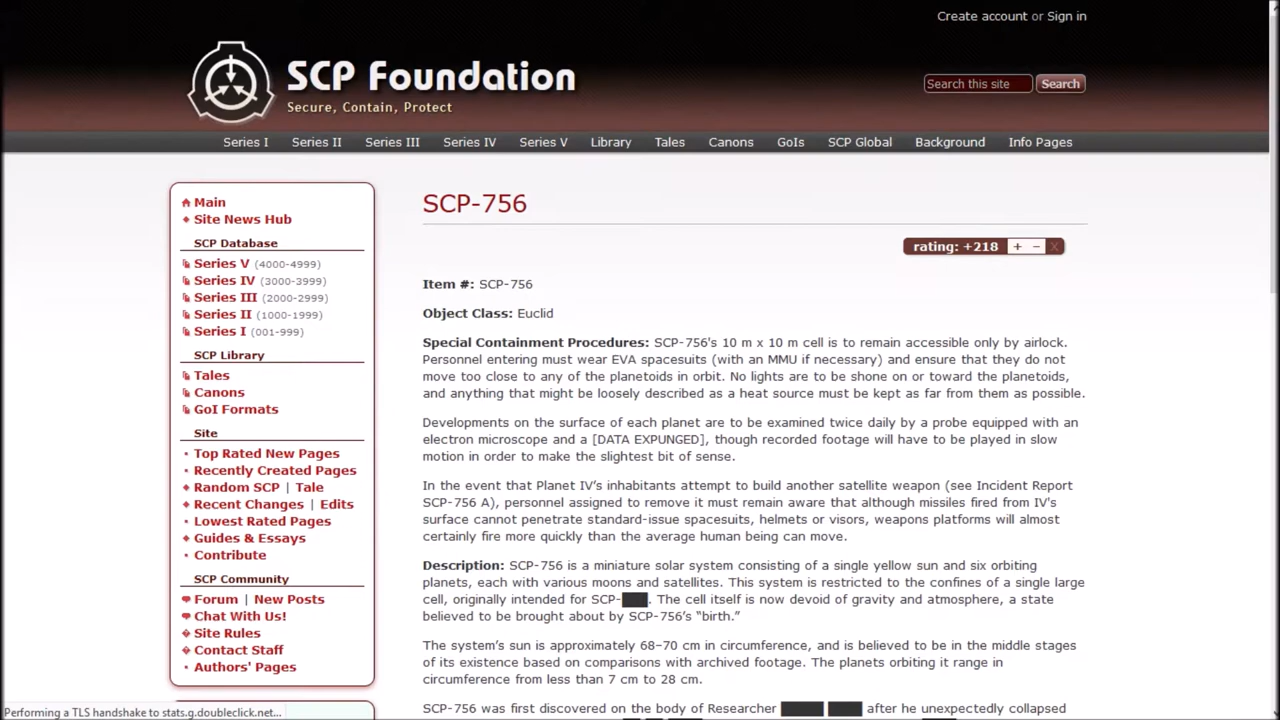 Create account or Sign in
SCP Foundation
Secure, Contain, Protect
Search this site
Search
Series I Series II Series III Series IV Series V Library Tales Canons GoIs SCP Global Background Info Pages
Main
Site News Hub
SCP Database
Series V (4000-4999)
Series IV (3000-3999)
Series III (2000-2999)
Series II (1000-1999)
Series I (001-999)
SCP Library
Tales
Canons
GoI Formats
Site
Top Rated New Pages
Recently Created Pages
Random SCP | Tale
Recent Changes | Edits
Lowest Rated Pages
Guides & Essays
Contribute
SCP Community
Forum | New Posts
Chat With Us!
Site Rules
Contact Staff
Authors' Pages
SCP-756
rating: +218 + − X
Item #: SCP-756
Object Class: Euclid
Special Containment Procedures: SCP-756's 10 m x 10 m cell is to remain accessible only by airlock.
Personnel entering must wear EVA spacesuits (with an MMU if necessary) and ensure that they do not
move too close to any of the planetoids in orbit. No lights are to be shone on or toward the planetoids,
and anything that might be loosely described as a heat source must be kept as far from them as possible.
Developments on the surface of each planet are to be examined twice daily by a probe equipped with an
electron microscope and a [DATA EXPUNGED], though recorded footage will have to be played in slow
motion in order to make the slightest bit of sense.
In the event that Planet IV’s inhabitants attempt to build another satellite weapon (see Incident Report
SCP-756 A), personnel assigned to remove it must remain aware that although missiles fired from IV's
surface cannot penetrate standard-issue spacesuits, helmets or visors, weapons platforms will almost
certainly fire more quickly than the average human being can move.
Description: SCP-756 is a miniature solar system consisting of a single yellow sun and six orbiting
planets, each with various moons and satellites. This system is restricted to the confines of a single large
cell, originally intended for SCP-███. The cell itself is now devoid of gravity and atmosphere, a state
believed to be brought about by SCP-756’s “birth.”
The system’s sun is approximately 68–70 cm in circumference, and is believed to be in the middle stages
of its existence based on comparisons with archived footage. The planets orbiting it range in
circumference from less than 7 cm to 28 cm.
SCP-756 was first discovered on the body of Researcher █████ ████ after he unexpectedly collapsed
Performing a TLS handshake to stats.g.doubleclick.net...